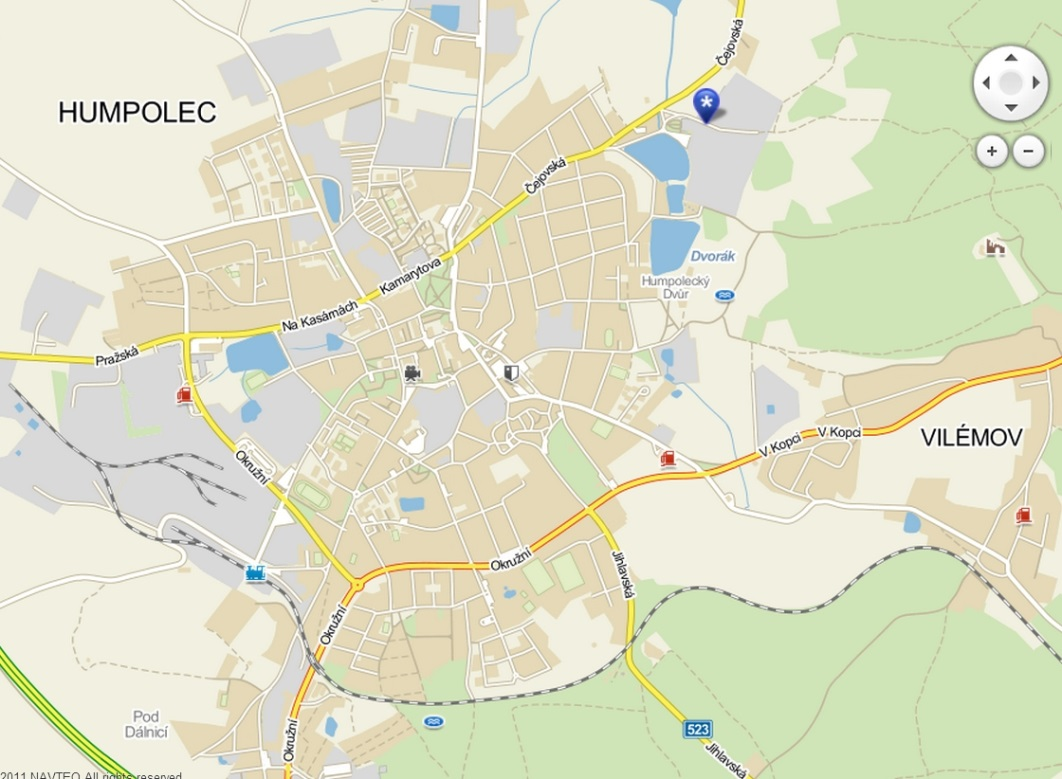 Čejovská
HUMPOLEC
*
+ −
Čejovská
Dvorák
Kamarytova
Humpolecký
Dvůr
Na Kasárnách
Pražská
V Kopci
V Kopci
VILÉMOV
Okružní
Okružní
Jihlavská
Okružní
Pod
Dálnicí
523
Okružní
Jihlavská
2011 NAVTEQ All rights reserved